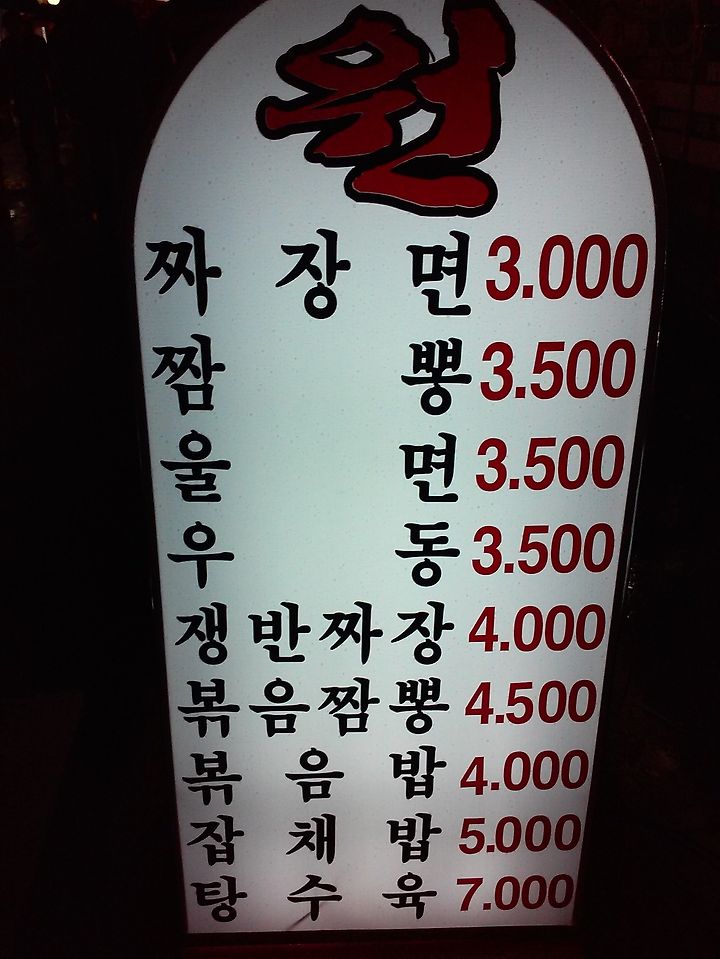 원
짜장면 3.000
짬뽕 3.500
울면 3.500
우동 3.500
쟁반짜장 4.000
볶음짬뽕 4.500
볶음밥 4.000
잡채밥 5.000
탕수육 7.000